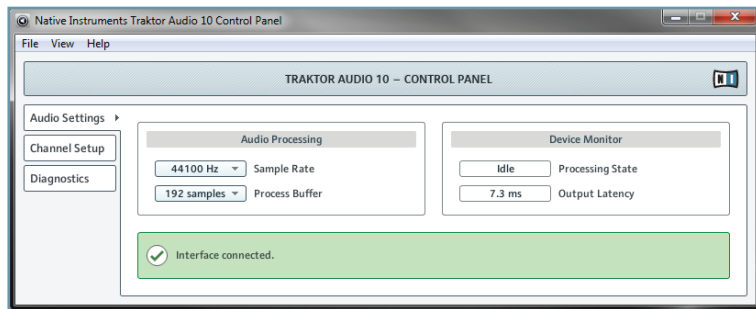 Native Instruments Traktor Audio 10 Control Panel
File View Help
TRAKTOR AUDIO 10 – CONTROL PANEL
NI
Audio Settings
Channel Setup
Diagnostics
Audio Processing
44100 Hz Sample Rate
192 samples Process Buffer
Device Monitor
Idle Processing State
7.3 ms Output Latency
Interface connected.